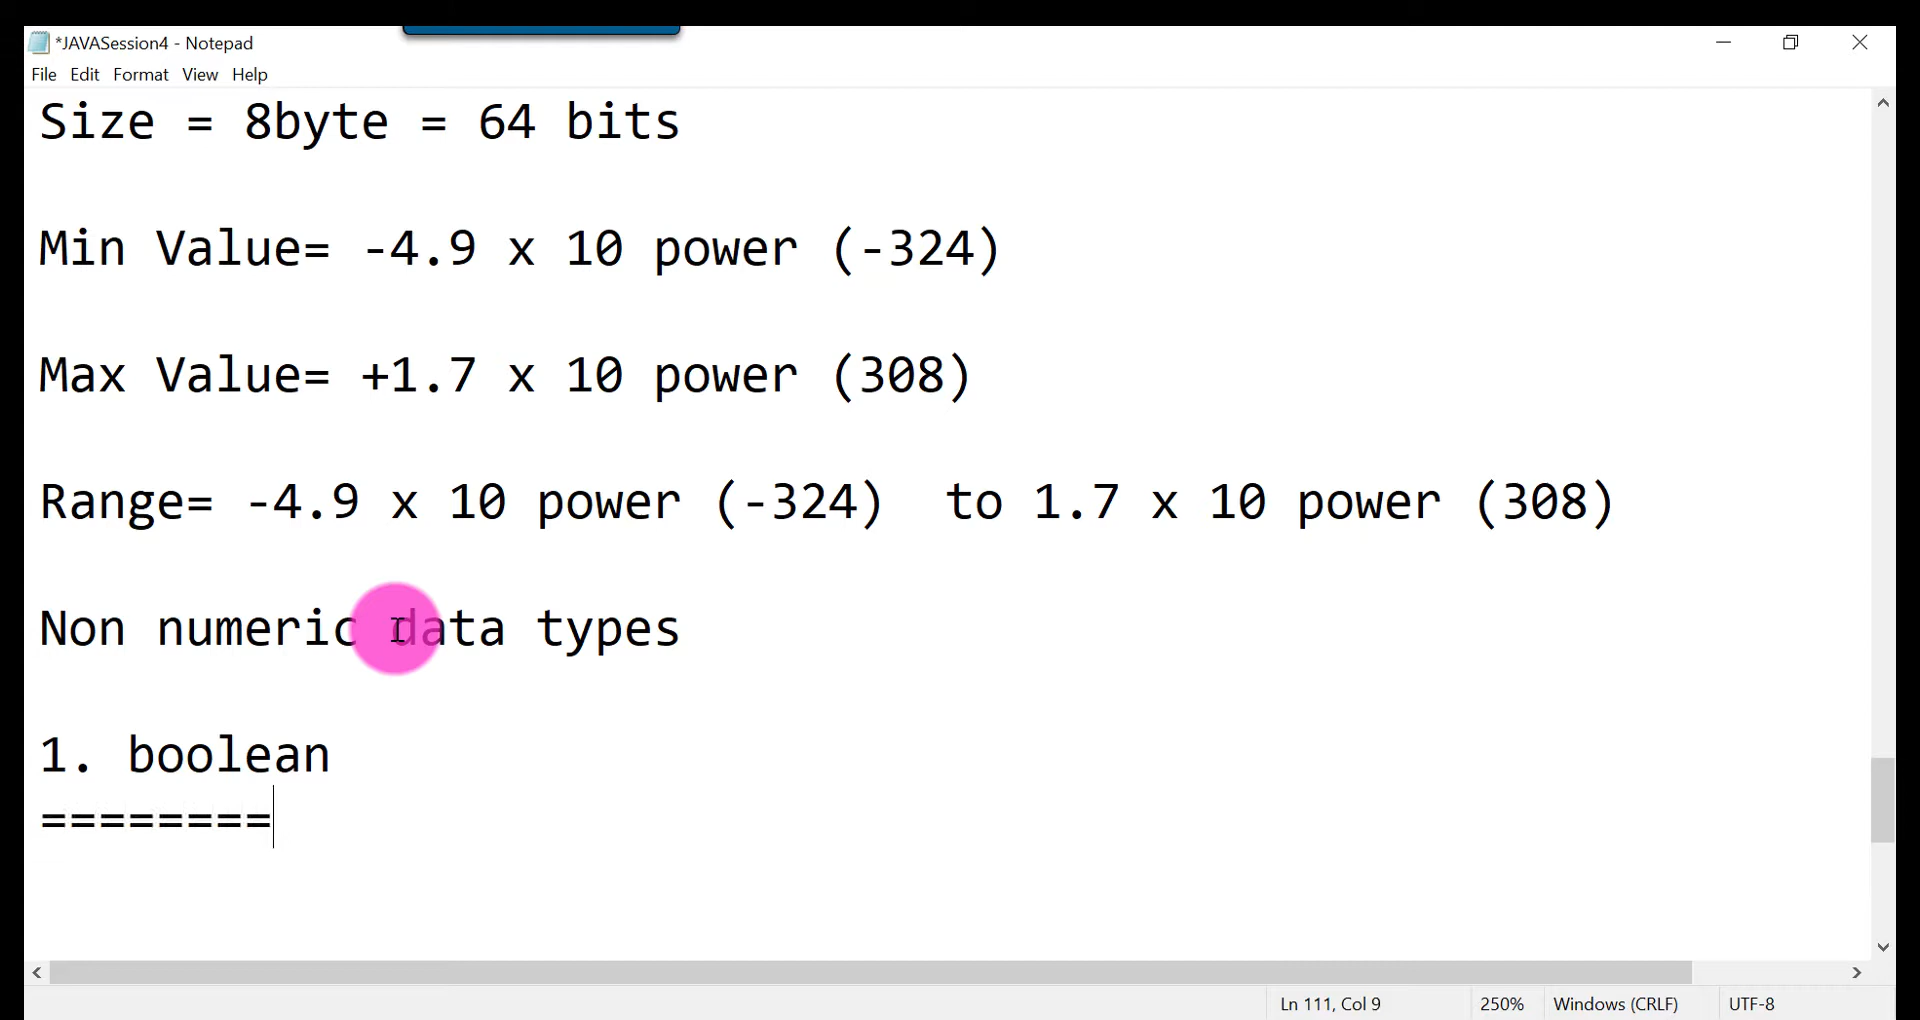 *JAVASession4 - Notepad
File Edit Format View Help
Size = 8byte = 64 bits
Min Value= -4.9 x 10 power (-324)
Max Value= +1.7 x 10 power (308)
Range= -4.9 x 10 power (-324)  to 1.7 x 10 power (308)
Non numeric data types
1. boolean
========
Ln 111, Col 9 250% Windows (CRLF) UTF-8